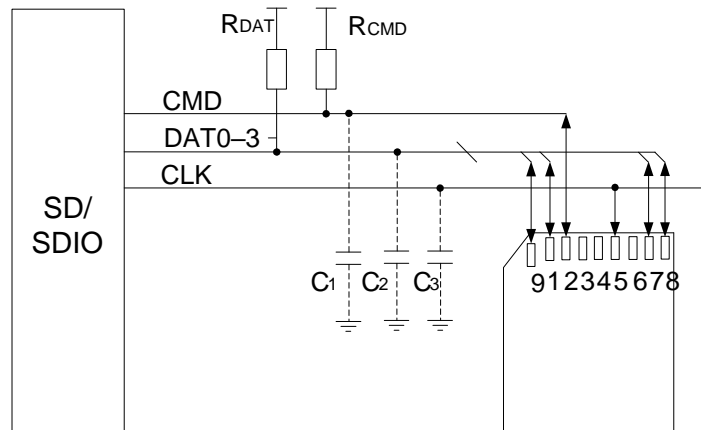 RDAT
RCMD
CMD
DAT0–3
CLK
SD/
SDIO
C1
C2
C3
912345678